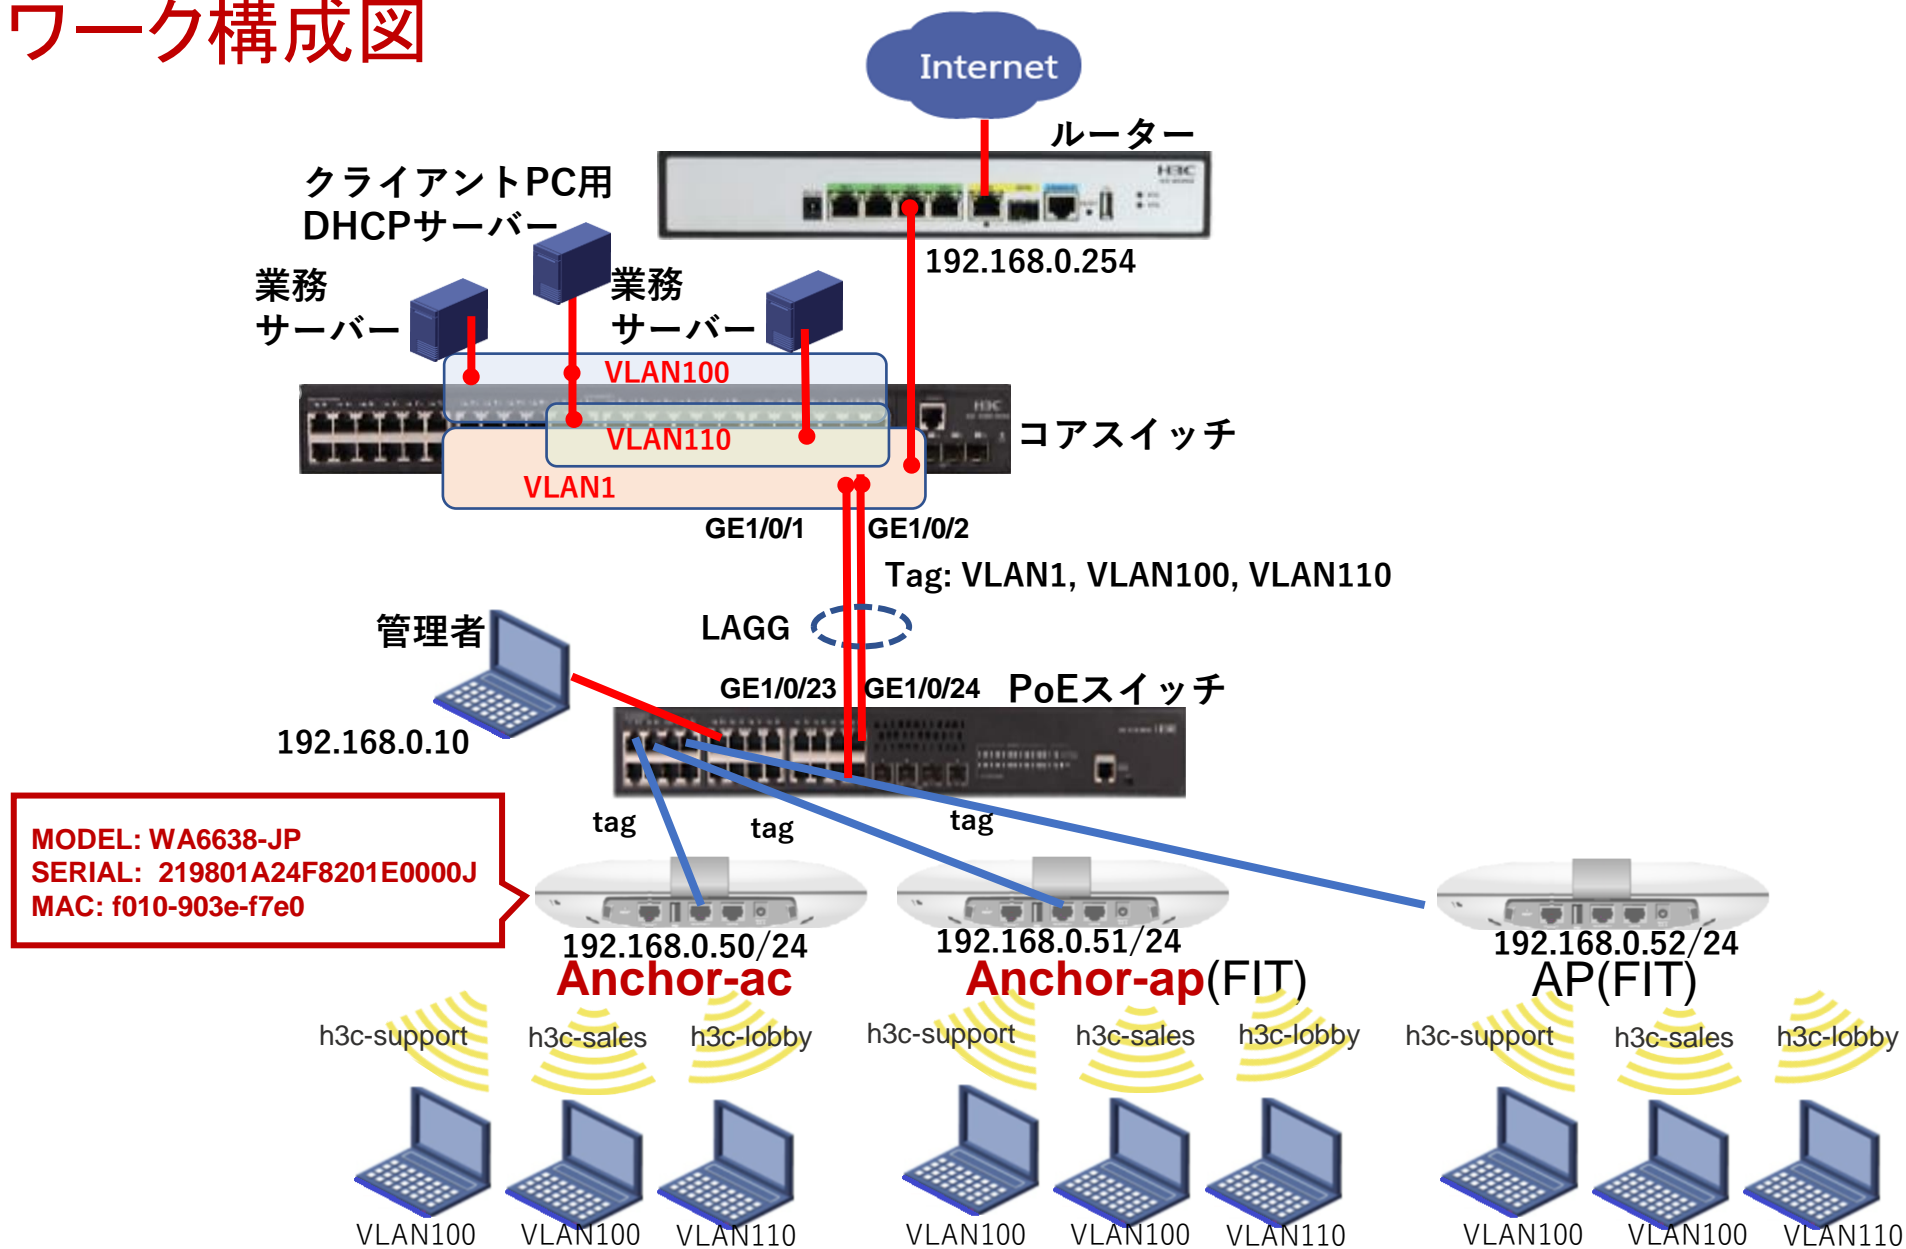 ワーク構成図
Internet
ルーター
H3C
クライアントPC用
DHCPサーバー
192.168.0.254
業務
サーバー
業務
サーバー
VLAN100
H3C
VLAN110
コアスイッチ
VLAN1
GE1/0/1
GE1/0/2
Tag: VLAN1, VLAN100, VLAN110
管理者
LAGG
GE1/0/23
GE1/0/24
PoEスイッチ
192.168.0.10
tag
tag
tag
MODEL: WA6638-JP
SERIAL: 219801A24F8201E0000J
MAC: f010-903e-f7e0
192.168.0.50/24
192.168.0.51/24
192.168.0.52/24
Anchor-ac
Anchor-ap(FIT)
AP(FIT)
h3c-support
h3c-sales
h3c-lobby
h3c-support
h3c-sales
h3c-lobby
h3c-support
h3c-sales
h3c-lobby
VLAN100
VLAN100
VLAN110
VLAN100
VLAN100
VLAN110
VLAN100
VLAN100
VLAN110